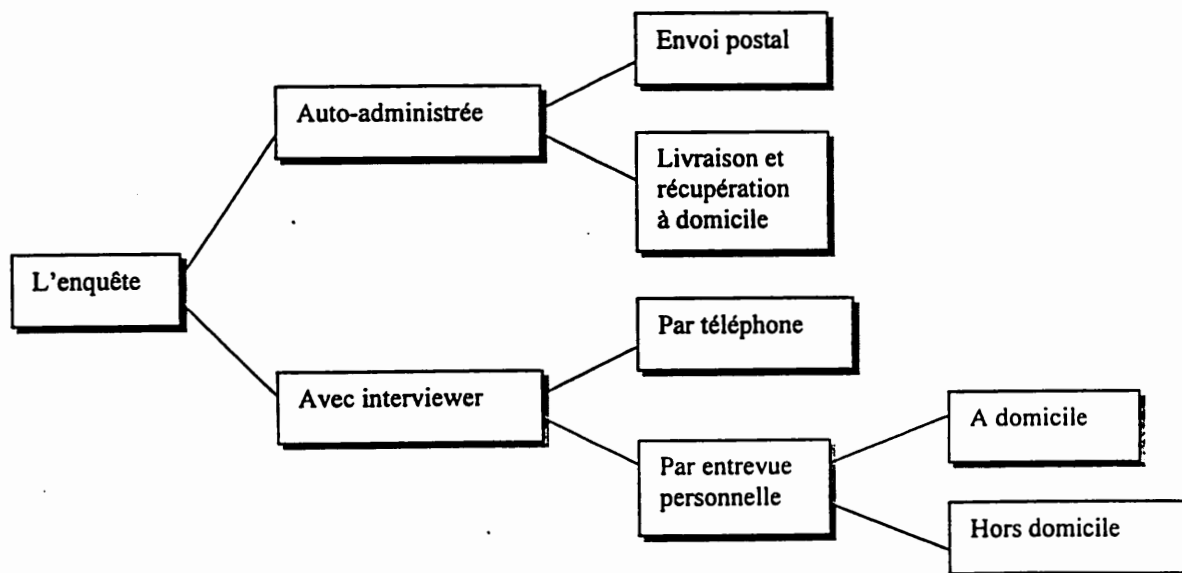 L'enquête
Auto-administrée
Envoi postal
Livraison et
récupération
à domicile
Avec interviewer
Par téléphone
Par entrevue
personnelle
A domicile
Hors domicile